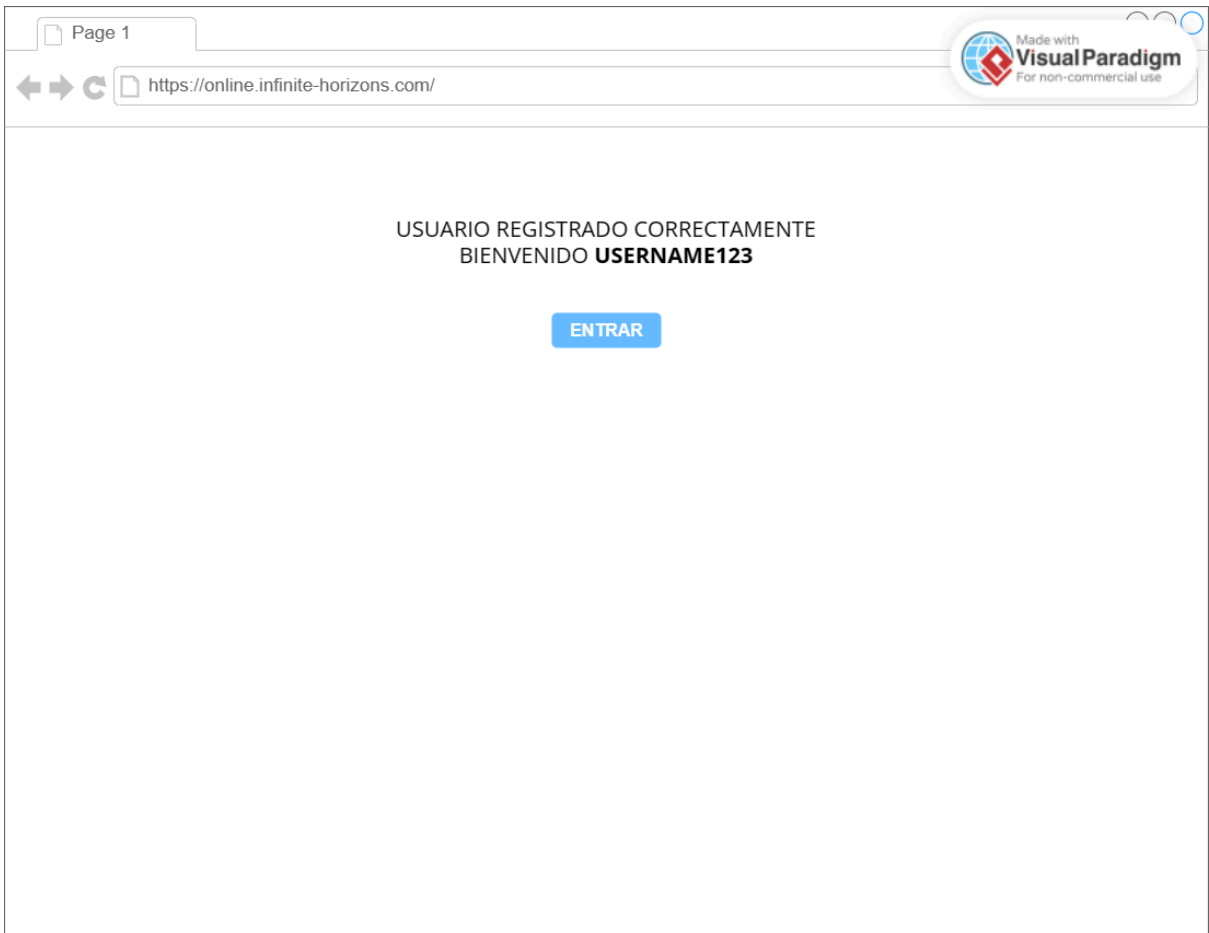 Page 1
Made with
Visual Paradigm
For non-commercial use
https://online.infinite-horizons.com/
USUARIO REGISTRADO CORRECTAMENTE
BIENVENIDO USERNAME123
ENTRAR